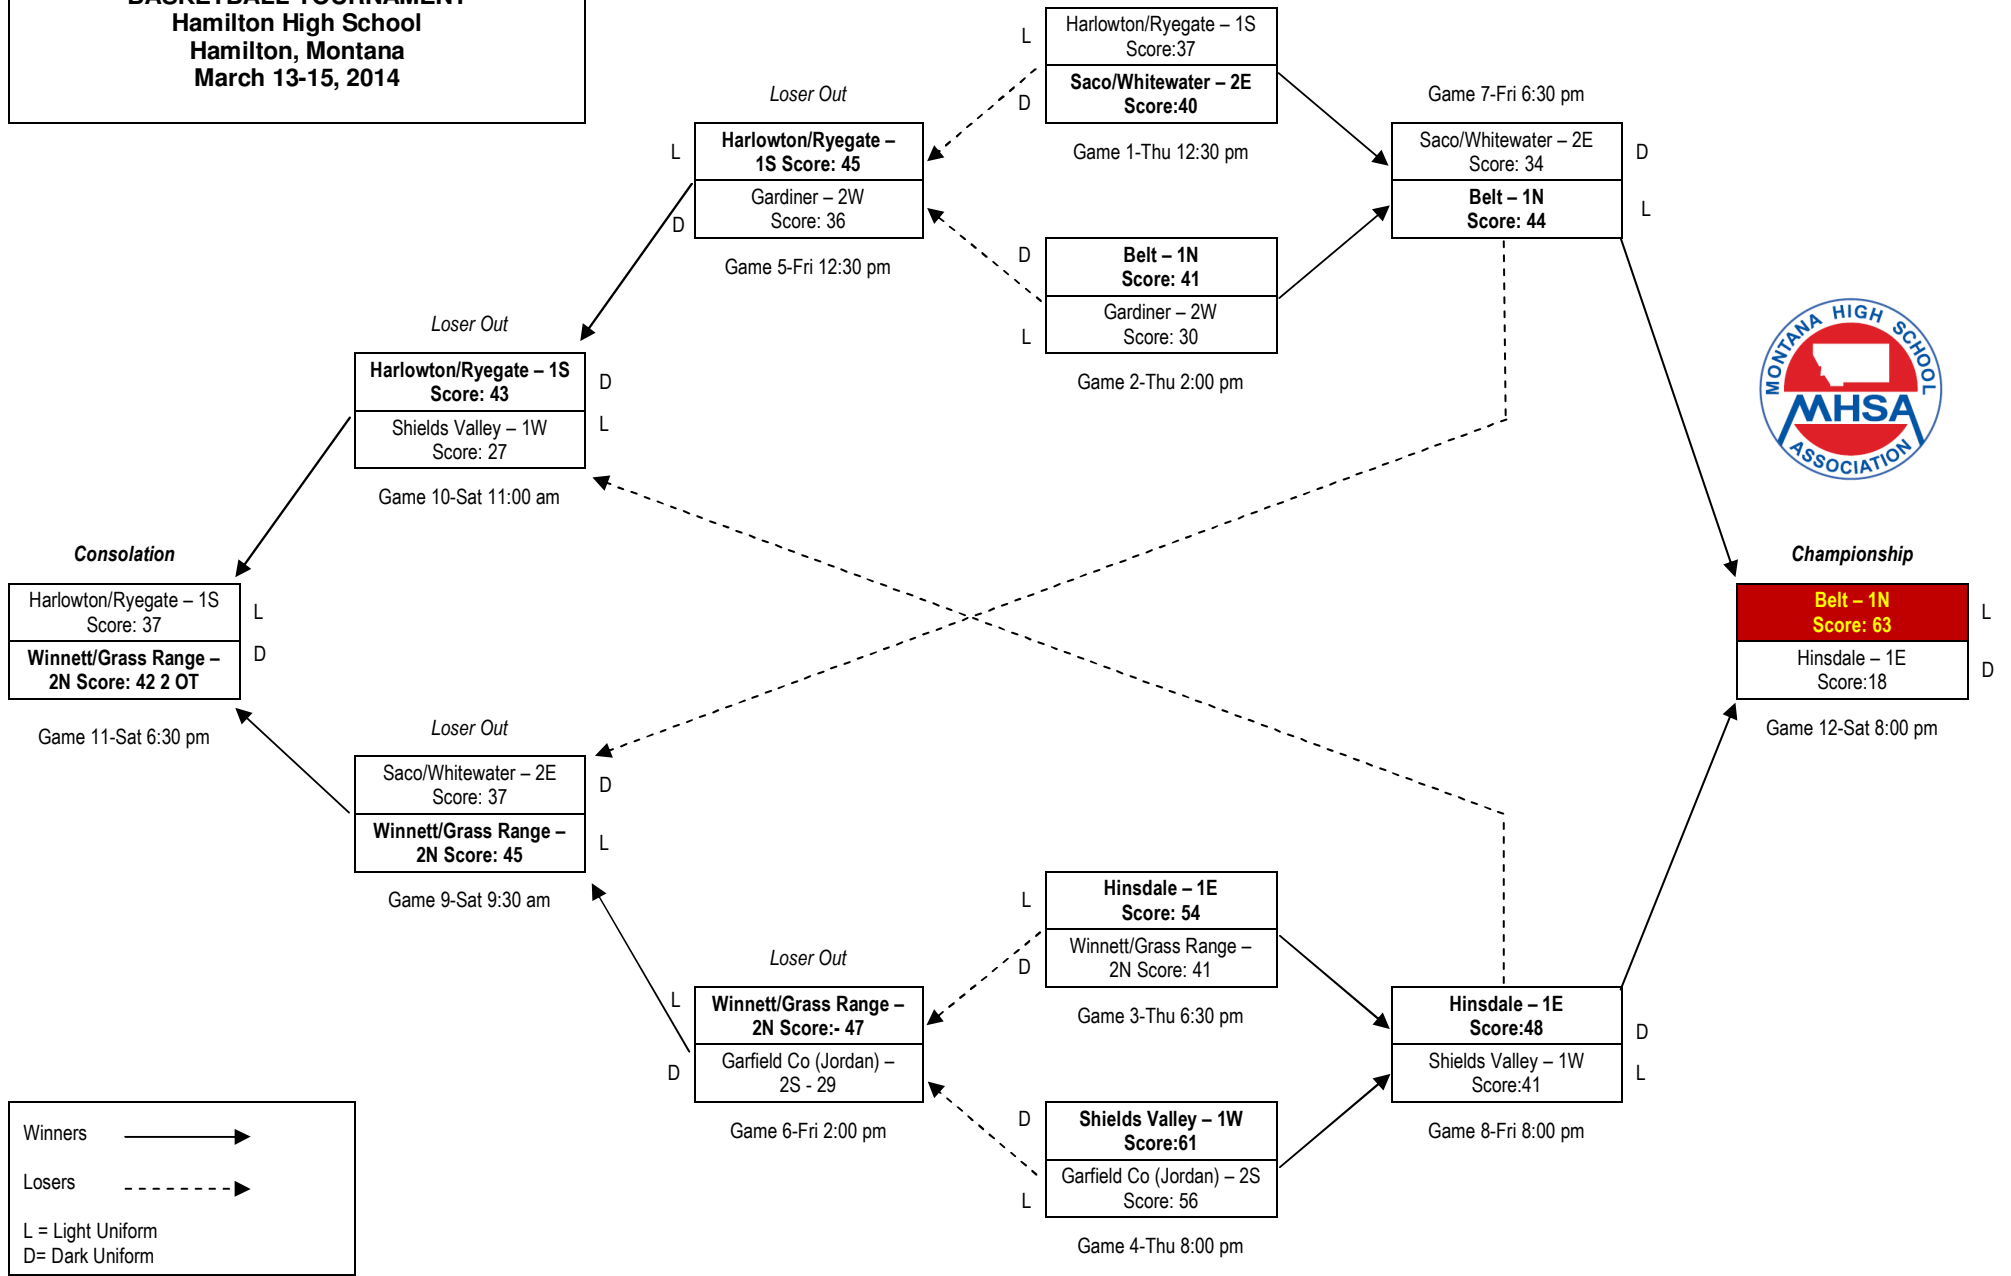 BASKETBALL TOURNAMENT
Hamilton High School
Hamilton, Montana
March 13-15, 2014
L
Harlowton/Ryegate – 1S
Score:37
D
Saco/Whitewater – 2E
Score:40
Game 1-Thu 12:30 pm
Loser Out
L
Harlowton/Ryegate –
1S Score: 45
D
Gardiner – 2W
Score: 36
Game 5-Fri 12:30 pm
Game 7-Fri 6:30 pm
Saco/Whitewater – 2E
Score: 34
D
Belt – 1N
Score: 44
L
D
Belt – 1N
Score: 41
L
Gardiner – 2W
Score: 30
Game 2-Thu 2:00 pm
Loser Out
Harlowton/Ryegate – 1S
Score: 43
D
Shields Valley – 1W
Score: 27
L
Game 10-Sat 11:00 am
MONTANA HIGH SCHOOL
MHSA
ASSOCIATION
Consolation
Harlowton/Ryegate – 1S
Score: 37
L
Winnett/Grass Range –
2N Score: 42 2 OT
D
Game 11-Sat 6:30 pm
Championship
Belt – 1N
Score: 63
L
Hinsdale – 1E
Score:18
D
Game 12-Sat 8:00 pm
Loser Out
Saco/Whitewater – 2E
Score: 37
D
Winnett/Grass Range –
2N Score: 45
L
Game 9-Sat 9:30 am
L
Hinsdale – 1E
Score: 54
D
Winnett/Grass Range –
2N Score: 41
Game 3-Thu 6:30 pm
Loser Out
L
Winnett/Grass Range –
2N Score:- 47
D
Garfield Co (Jordan) –
2S - 29
Game 6-Fri 2:00 pm
Hinsdale – 1E
Score:48
D
Shields Valley – 1W
Score:41
L
Game 8-Fri 8:00 pm
D
Shields Valley – 1W
Score:61
L
Garfield Co (Jordan) – 2S
Score: 56
Game 4-Thu 8:00 pm
Winners
Losers
L = Light Uniform
D= Dark Uniform